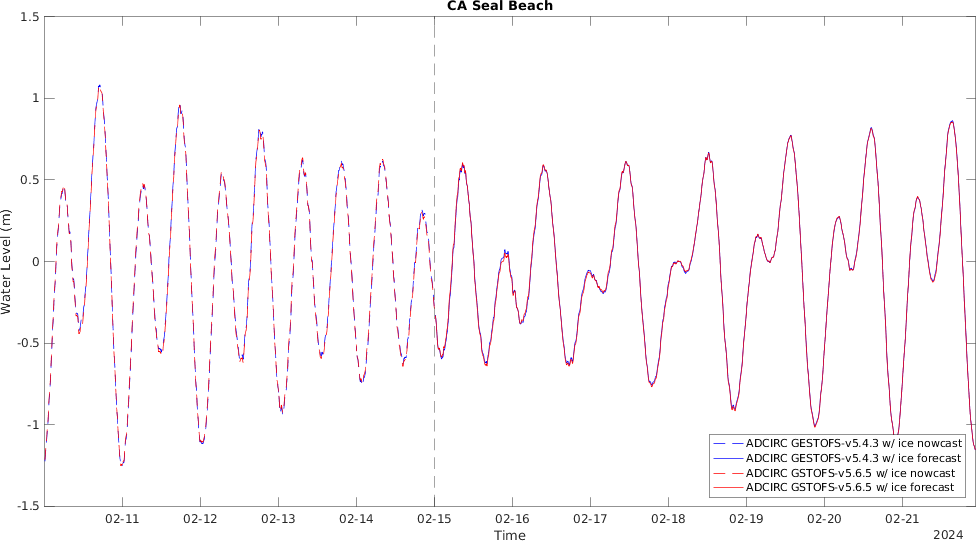 CA Seal Beach
1.5
1
0.5
0
-0.5
-1
-1.5
Water Level (m)
02-11 02-12 02-13 02-14 02-15 02-16 02-17 02-18 02-19 02-20 02-21
Time
2024
ADCIRC GESTOFS-v5.4.3 w/ ice nowcast
ADCIRC GESTOFS-v5.4.3 w/ ice forecast
ADCIRC GSTOFS-v5.6.5 w/ ice nowcast
ADCIRC GSTOFS-v5.6.5 w/ ice forecast